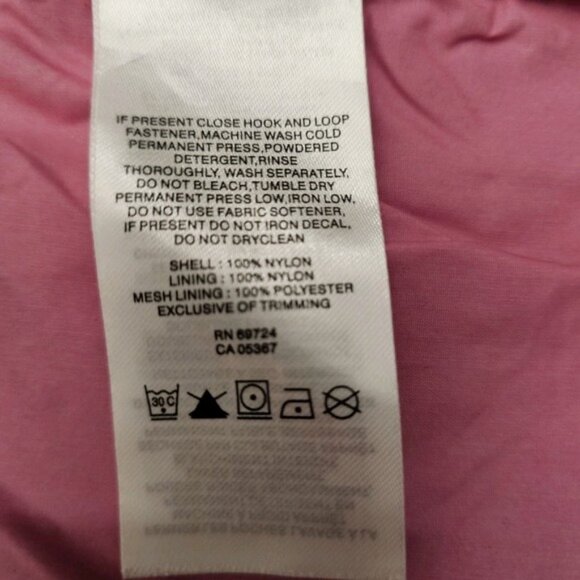 IF PRESENT CLOSE HOOK AND LOOP
FASTENER,MACHINE WASH COLD
PERMANENT PRESS,POWDERED
DETERGENT,RINSE
THOROUGHLY, WASH SEPARATELY,
DO NOT BLEACH,TUMBLE DRY
PERMANENT PRESS LOW,IRON LOW,
DO NOT USE FABRIC SOFTENER,
IF PRESENT DO NOT IRON DECAL,
DO NOT DRYCLEAN
SHELL : 100% NYLON
LINING : 100% NYLON
MESH LINING : 100% POLYESTER
EXCLUSIVE OF TRIMMING
RN 69724
CA 05367
30 C